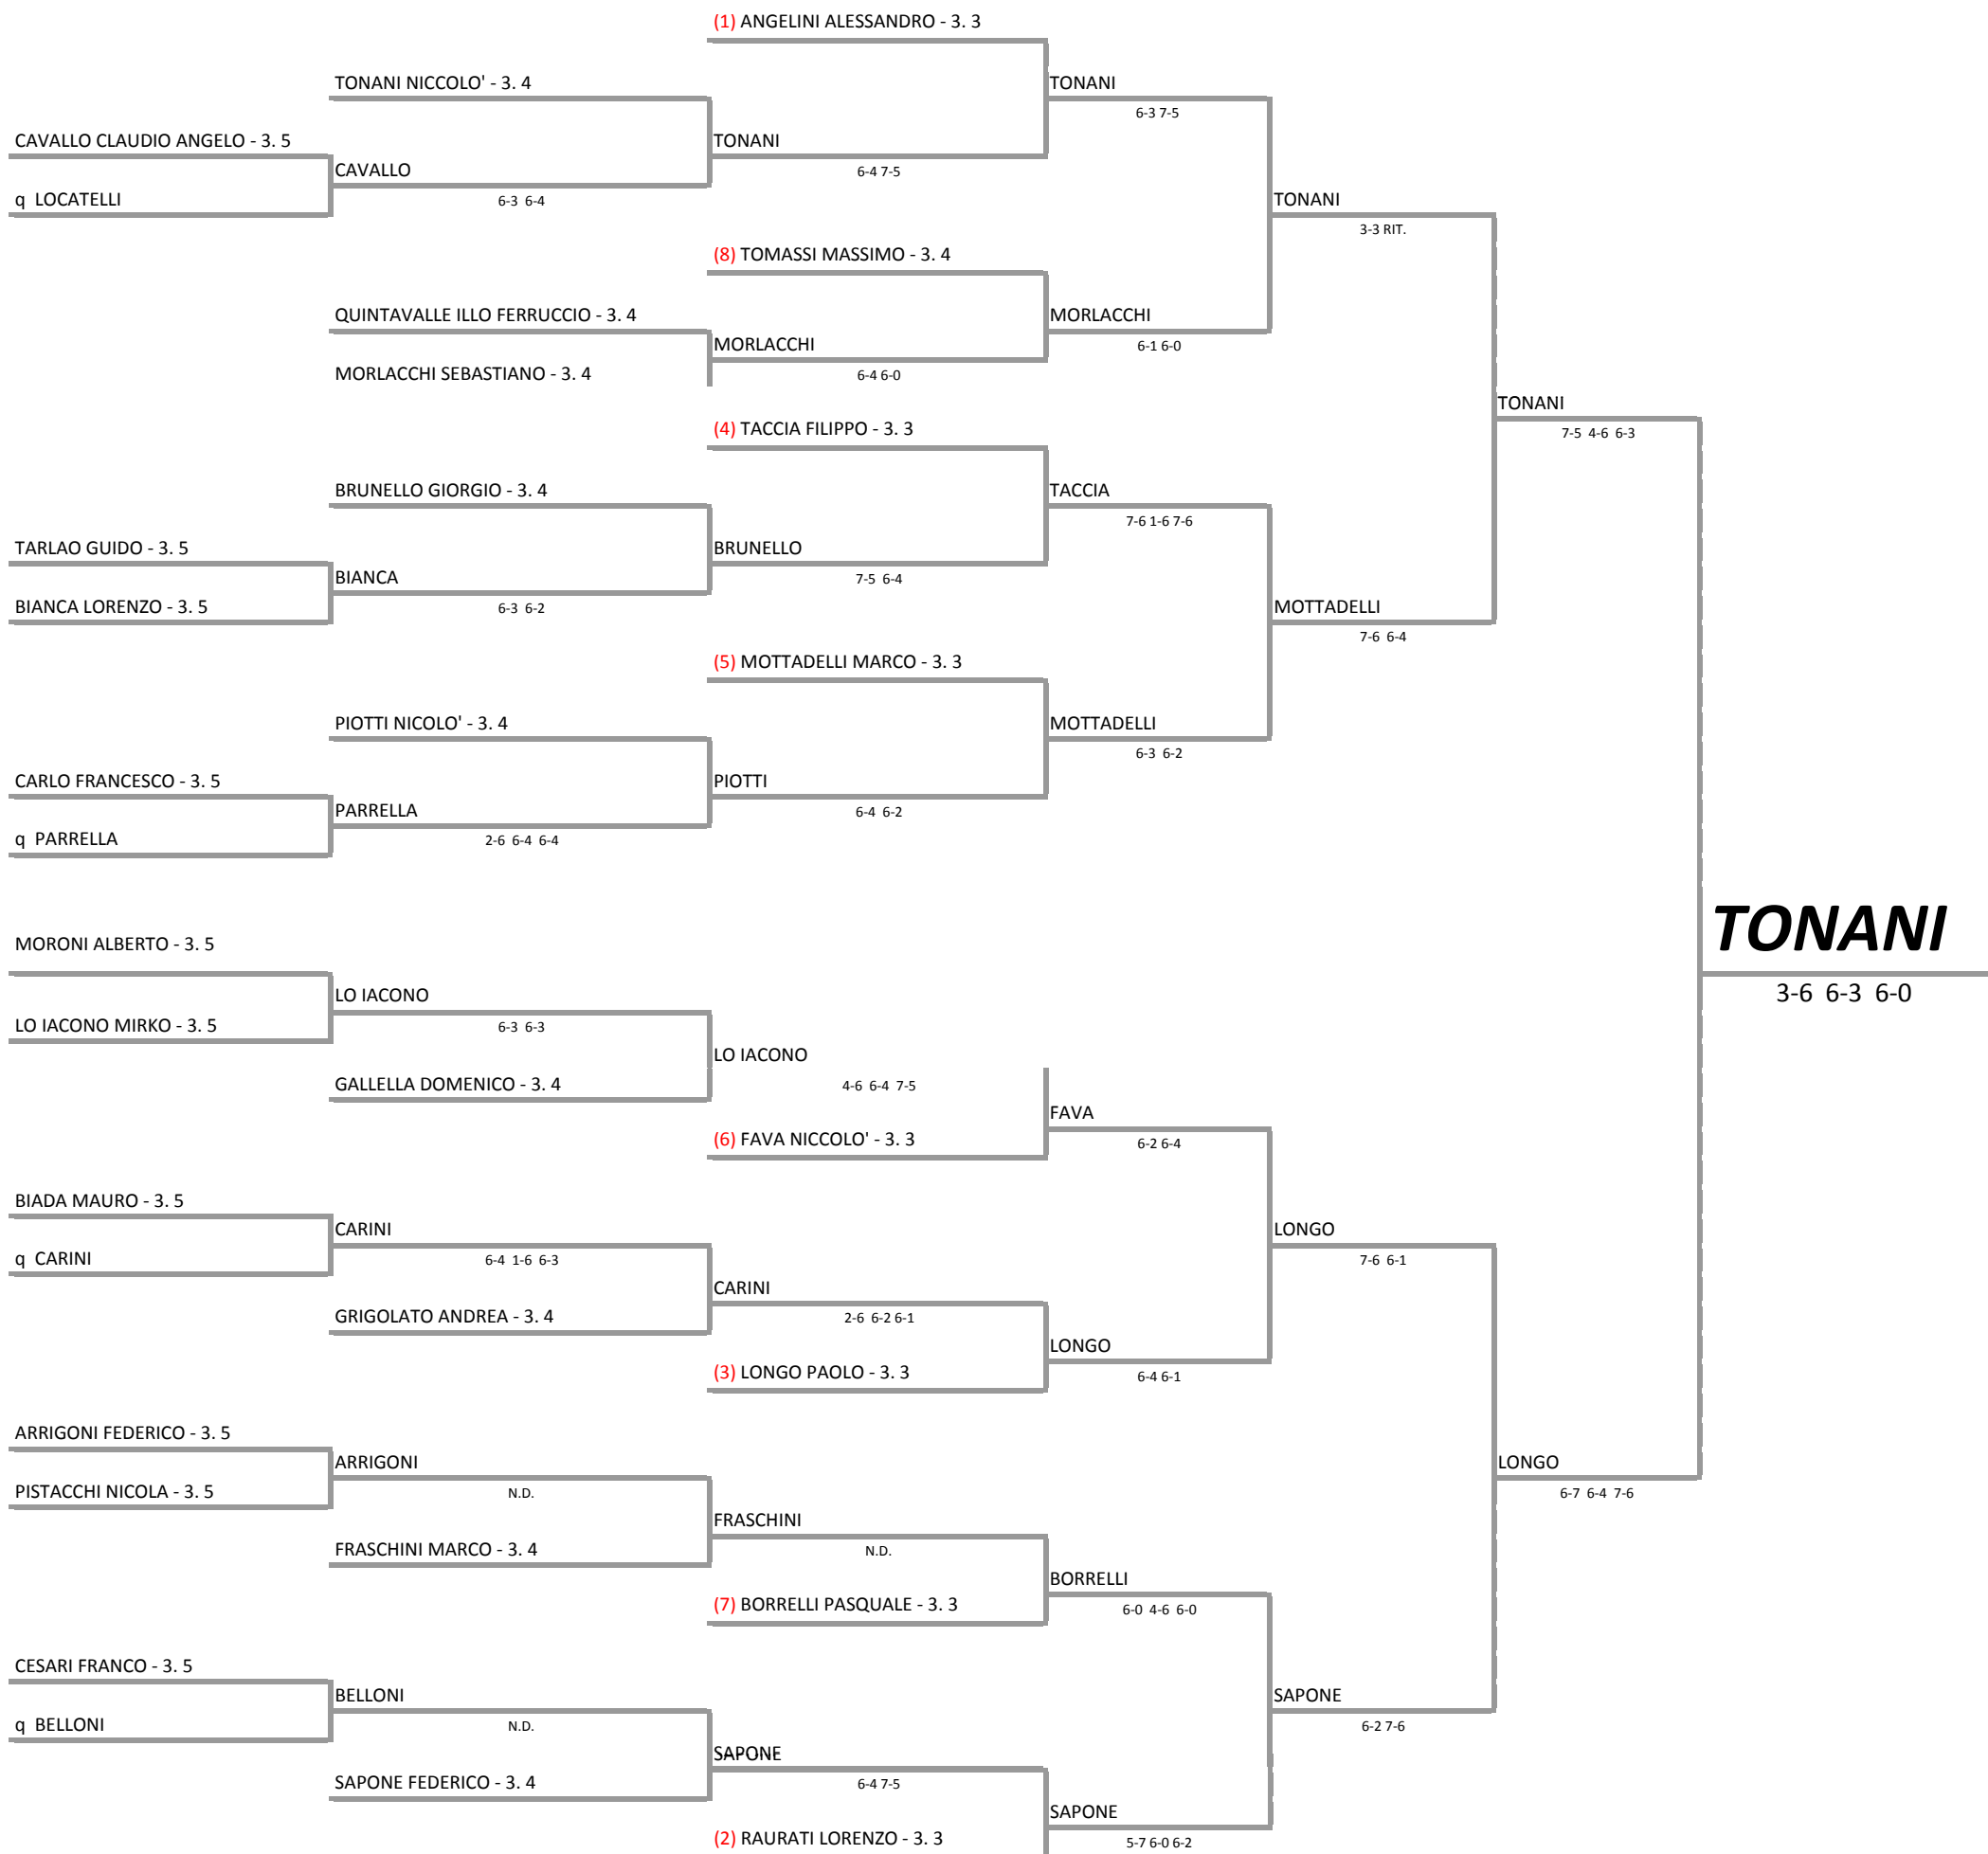 (1) ANGELINI ALESSANDRO - 3. 3
TONANI NICCOLO' - 3. 4
TONANI
6-3 7-5
CAVALLO CLAUDIO ANGELO - 3. 5
TONANI
CAVALLO
6-4 7-5
q LOCATELLI
6-3 6-4
TONANI
3-3 RIT.
(8) TOMASSI MASSIMO - 3. 4
QUINTAVALLE ILLO FERRUCCIO - 3. 4
MORLACCHI
MORLACCHI
6-1 6-0
MORLACCHI SEBASTIANO - 3. 4
6-4 6-0
TONANI
(4) TACCIA FILIPPO - 3. 3
7-5 4-6 6-3
BRUNELLO GIORGIO - 3. 4
TACCIA
7-6 1-6 7-6
TARLAO GUIDO - 3. 5
BRUNELLO
BIANCA
7-5 6-4
BIANCA LORENZO - 3. 5
6-3 6-2
MOTTADELLI
7-6 6-4
(5) MOTTADELLI MARCO - 3. 3
PIOTTI NICOLO' - 3. 4
MOTTADELLI
6-3 6-2
CARLO FRANCESCO - 3. 5
PIOTTI
PARRELLA
6-4 6-2
q PARRELLA
2-6 6-4 6-4
TONANI
MORONI ALBERTO - 3. 5
LO IACONO
3-6 6-3 6-0
LO IACONO MIRKO - 3. 5
6-3 6-3
LO IACONO
GALLELLA DOMENICO - 3. 4
4-6 6-4 7-5
FAVA
(6) FAVA NICCOLO' - 3. 3
6-2 6-4
BIADA MAURO - 3. 5
CARINI
LONGO
q CARINI
6-4 1-6 6-3
7-6 6-1
CARINI
GRIGOLATO ANDREA - 3. 4
2-6 6-2 6-1
LONGO
(3) LONGO PAOLO - 3. 3
6-4 6-1
ARRIGONI FEDERICO - 3. 5
ARRIGONI
LONGO
PISTACCHI NICOLA - 3. 5
N.D.
6-7 6-4 7-6
FRASCHINI
FRASCHINI MARCO - 3. 4
N.D.
BORRELLI
(7) BORRELLI PASQUALE - 3. 3
6-0 4-6 6-0
CESARI FRANCO - 3. 5
BELLONI
SAPONE
q BELLONI
N.D.
6-2 7-6
SAPONE
SAPONE FEDERICO - 3. 4
6-4 7-5
SAPONE
(2) RAURATI LORENZO - 3. 3
5-7 6-0 6-2